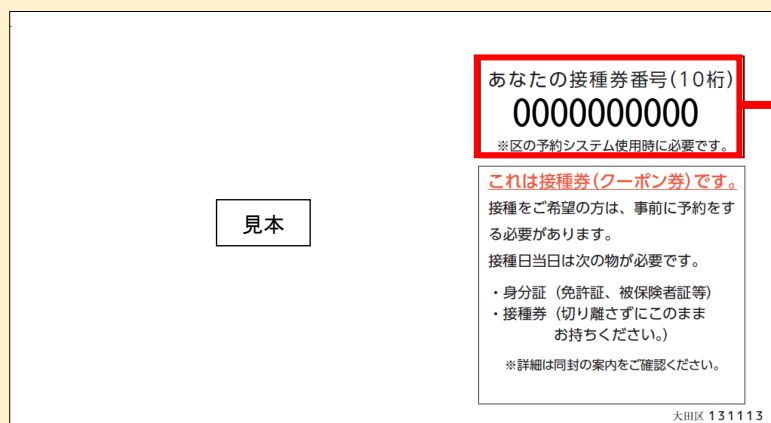 あなたの接種券番号(10桁)
0000000000
※区の予約システム使用時に必要です。
これは接種券(クーポン券)です。
接種をご希望の方は、事前に予約をす
る必要があります。
接種日当日は次の物が必要です。
・身分証（免許証、被保険者証等）
・接種券（切り離さずにこのまま
お持ちください。）
※詳細は同封の案内をご確認ください。
見本
大田区 131113